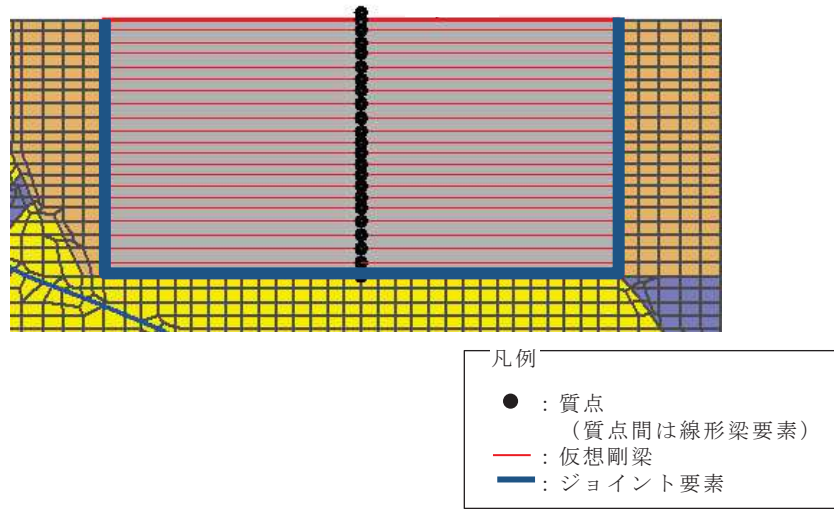 凡例
● : 質点
(質点間は線形梁要素)
: 仮想剛梁
: ジョイント要素